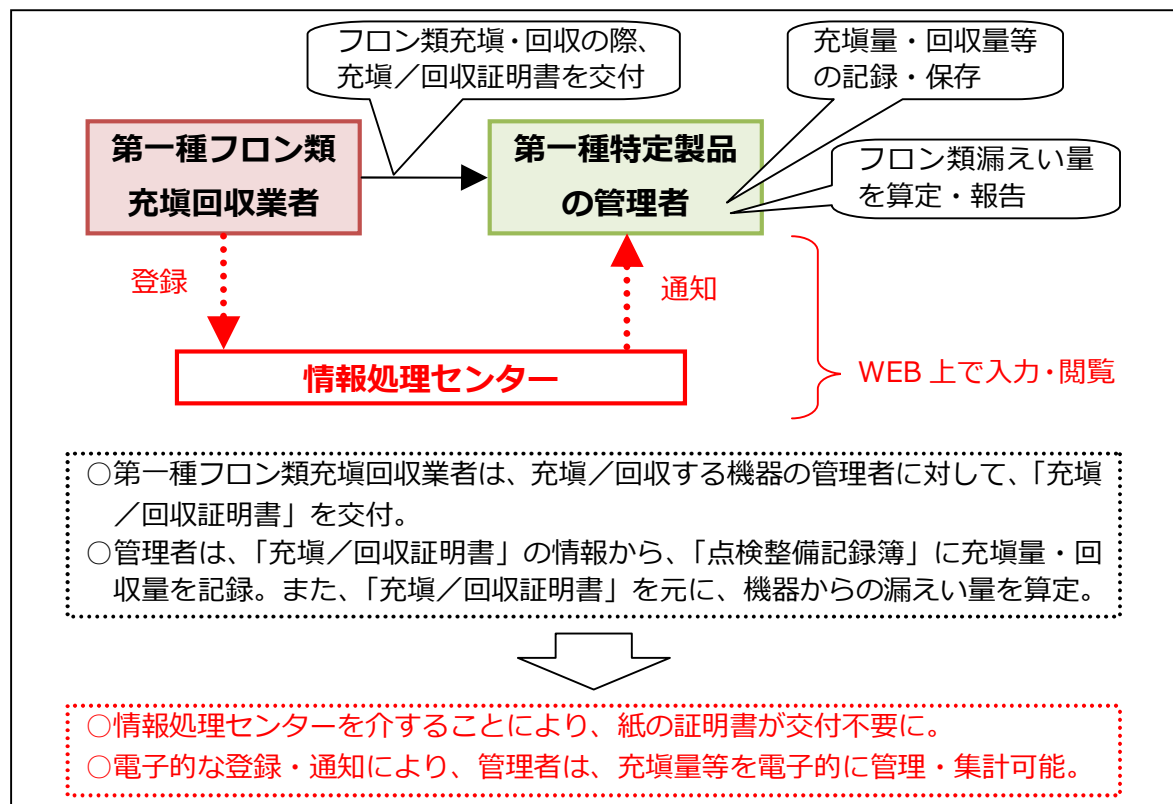 フロン類充塡・回収の際、
充塡／回収証明書を交付
充塡量・回収量等
の記録・保存
第一種フロン類
充塡回収業者
第一種特定製品
の管理者
フロン類漏えい量
を算定・報告
登録
通知
情報処理センター
WEB 上で入力・閲覧
○第一種フロン類充塡回収業者は、充塡／回収する機器の管理者に対して、「充塡
／回収証明書」を交付。
○管理者は、「充塡／回収証明書」の情報から、「点検整備記録簿」に充塡量・回
収量を記録。また、「充塡／回収証明書」を元に、機器からの漏えい量を算定。
○情報処理センターを介することにより、紙の証明書が交付不要に。
○電子的な登録・通知により、管理者は、充塡量等を電子的に管理・集計可能。